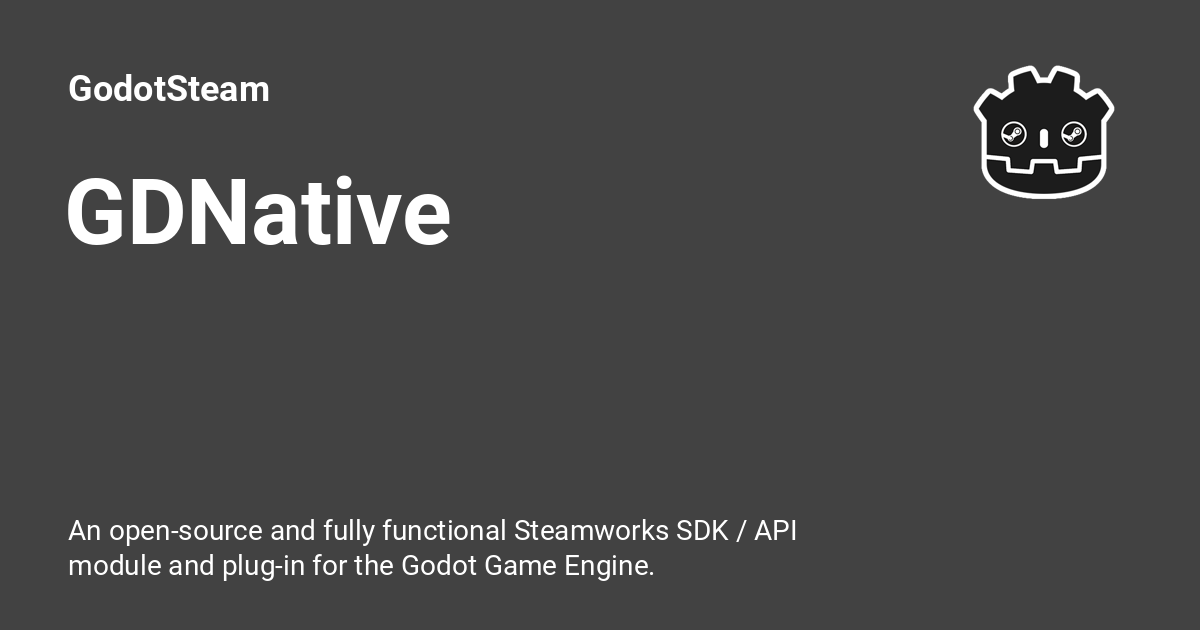 GodotSteam
GDNative
An open-source and fully functional Steamworks SDK / API
module and plug-in for the Godot Game Engine.